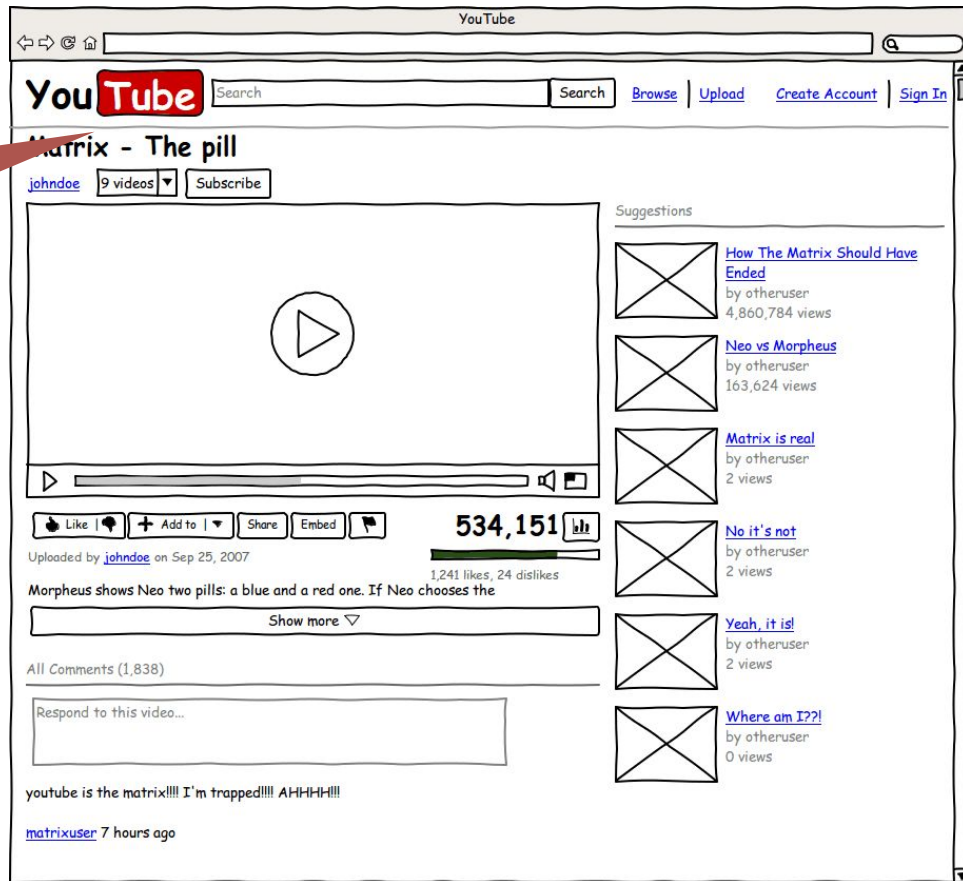 YouTube
YouTube
Search
Search
Browse
Upload
Create Account
Sign In
Matrix - The pill
johndoe
9 videos
Subscribe
Suggestions
How The Matrix Should Have
Ended
by otheruser
4,860,784 views
Neo vs Morpheus
by otheruser
163,624 views
Matrix is real
by otheruser
2 views
No it's not
by otheruser
2 views
Yeah, it is!
by otheruser
2 views
Where am I??!
by otheruser
0 views
Like
Add to
Share
Embed
534,151
Uploaded by johndoe on Sep 25, 2007
1,241 likes, 24 dislikes
Morpheus shows Neo two pills: a blue and a red one. If Neo chooses the
Show more
All Comments (1,838)
Respond to this video...
youtube is the matrix!!!! I'm trapped!!!! AHHHH!!!
matrixuser 7 hours ago